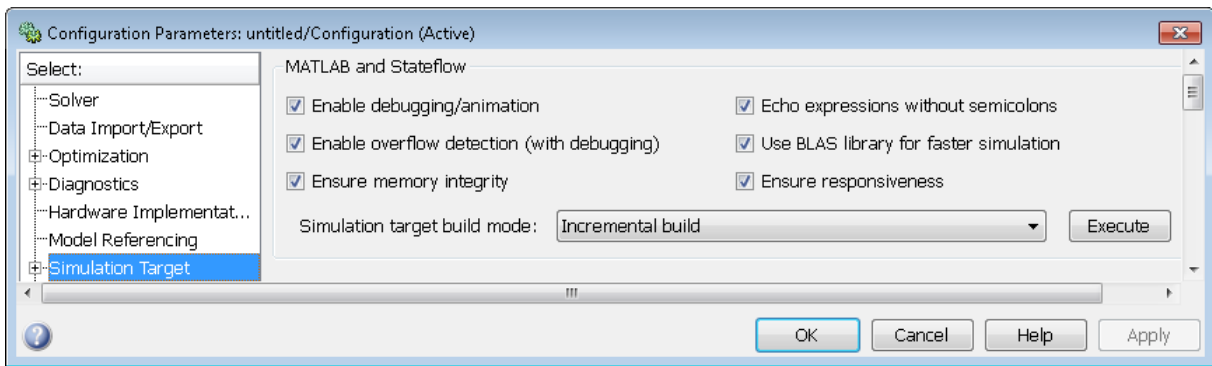 Configuration Parameters: untitled/Configuration (Active)
Select:
Solver
Data Import/Export
Optimization
Diagnostics
Hardware Implementat...
Model Referencing
Simulation Target
MATLAB and Stateflow
Enable debugging/animation
Echo expressions without semicolons
Enable overflow detection (with debugging)
Use BLAS library for faster simulation
Ensure memory integrity
Ensure responsiveness
Simulation target build mode: Incremental build Execute
OK Cancel Help Apply